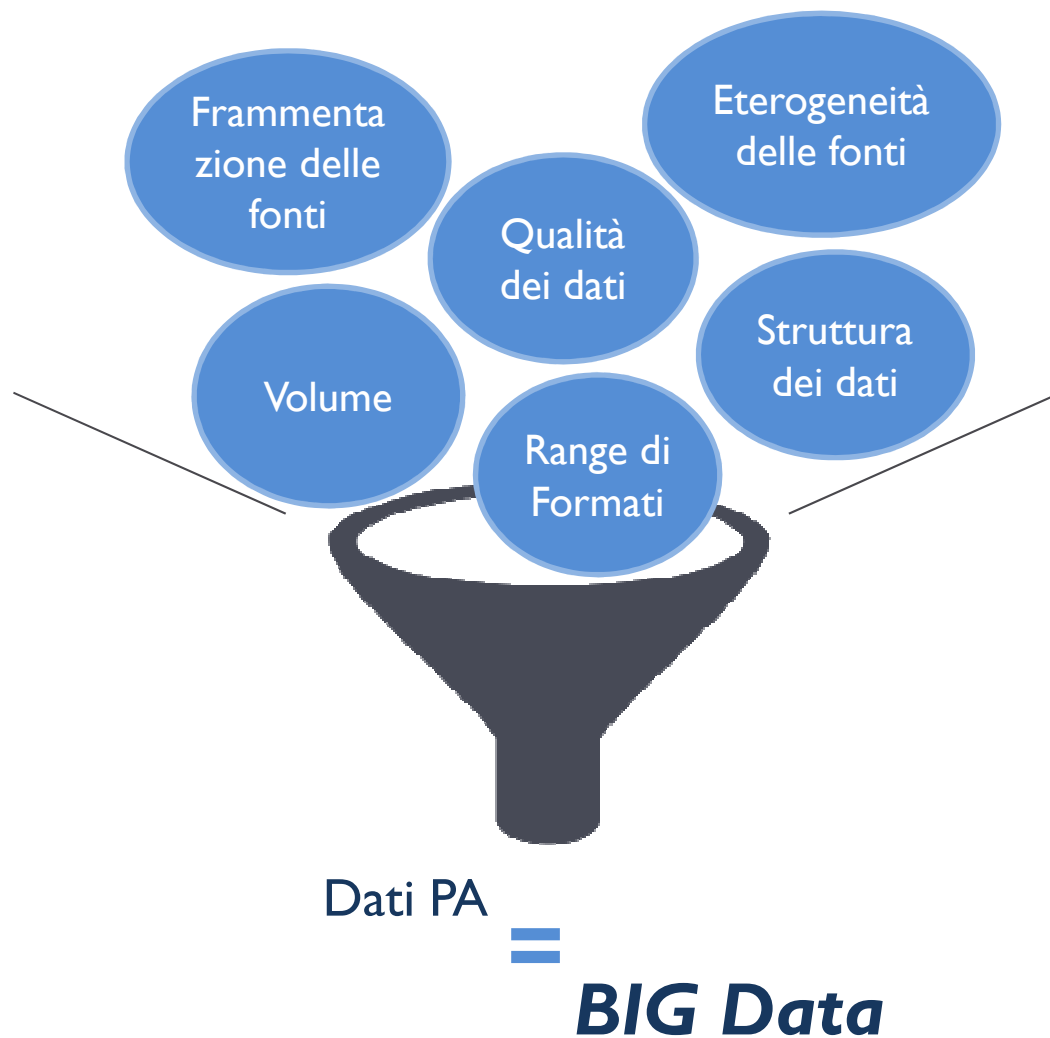 Frammenta
zione delle
fonti
Eterogeneità
delle fonti
Qualità
dei dati
Struttura
dei dati
Volume
Range di
Formati
Dati PA
=
BIG Data